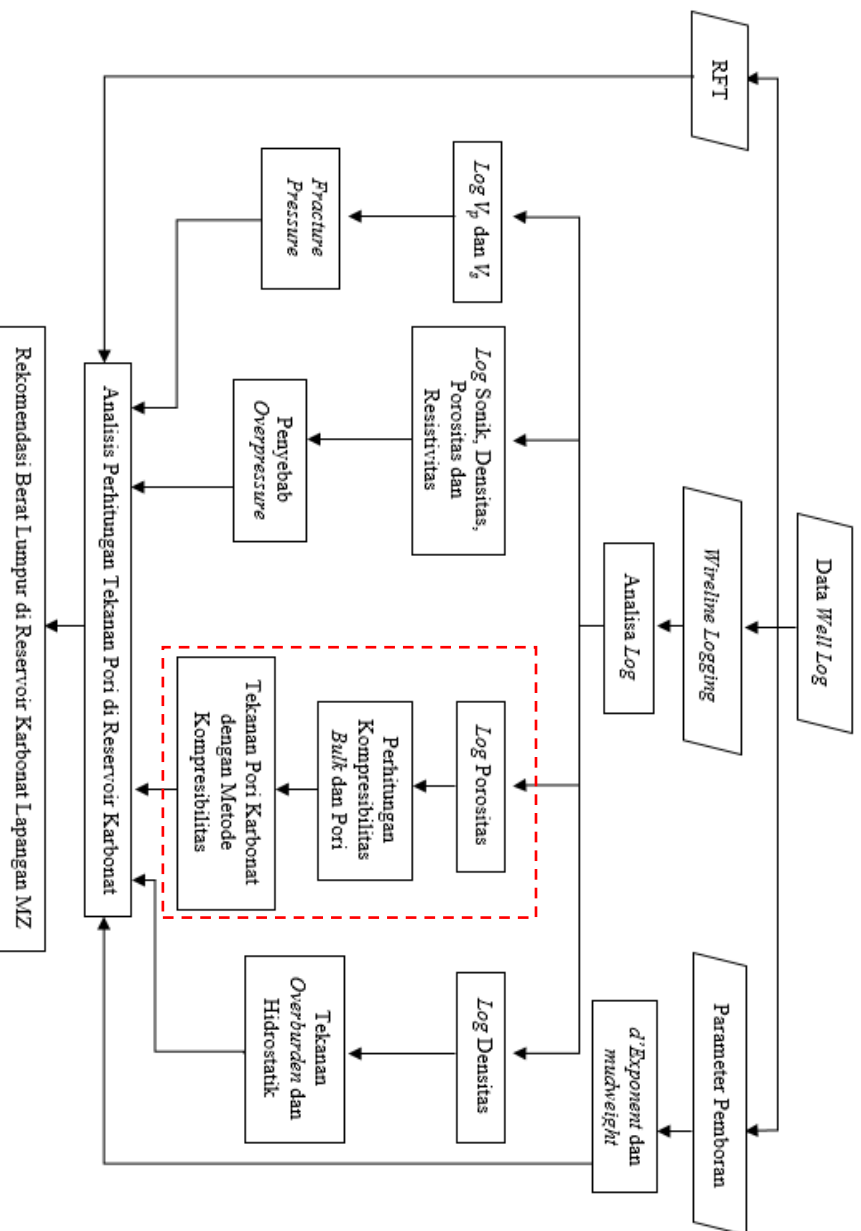 Data Well Log
RFT
Wireline Logging
Parameter Pemboran
Analisa Log
d'Exponent dan
mudweight
Log Vp dan Vs
Log Sonik, Densitas,
Porositas dan
Resistivitas
Log Porositas
Log Densitas
Fracture
Pressure
Penyebab
Overpressure
Perhitungan
Kompresibilitas
Bulk dan Pori
Tekanan Pori Karbonat
dengan Metode
Kompresibilitas
Tekanan
Overburden dan
Hidrostatik
Analisis Perhitungan Tekanan Pori di Reservoir Karbonat
Rekomendasi Berat Lumpur di Reservoir Karbonat Lapangan MZ